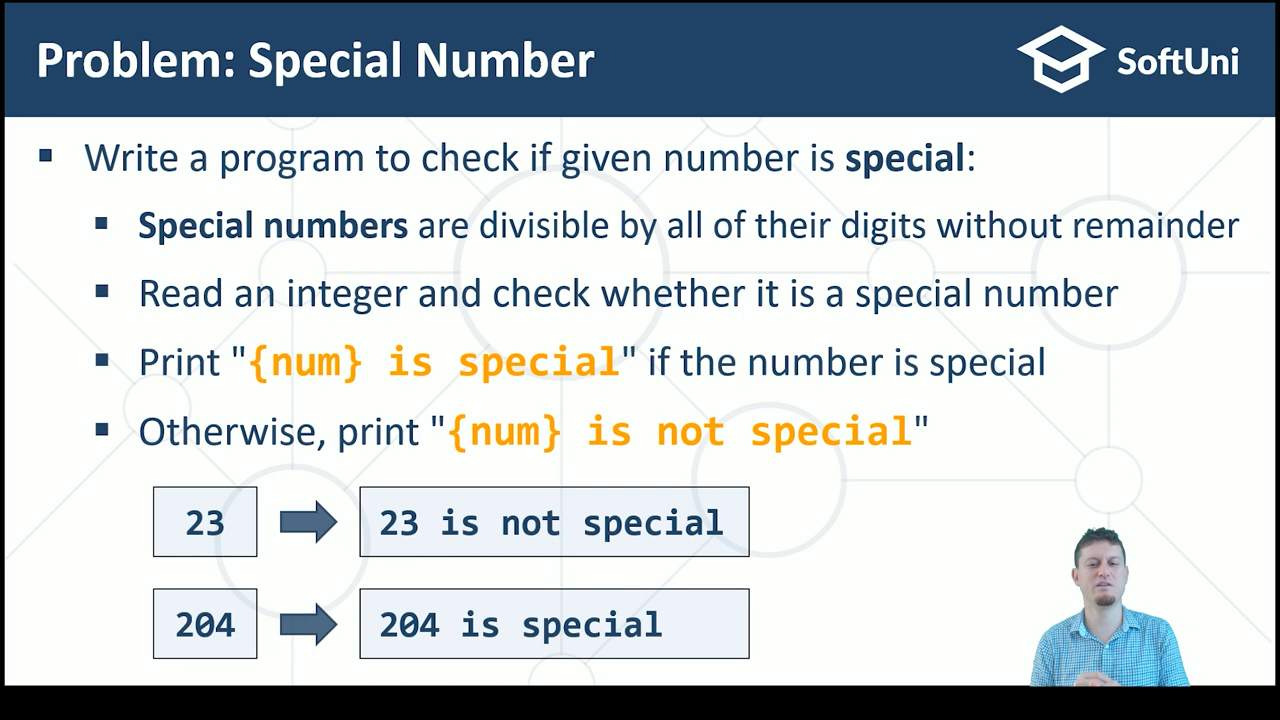 Problem: Special Number
SoftUni
▪ Write a program to check if given number is special:
▪ Special numbers are divisible by all of their digits without remainder
▪ Read an integer and check whether it is a special number
▪ Print "{num} is special" if the number is special
▪ Otherwise, print "{num} is not special"
23 23 is not special
204 204 is special